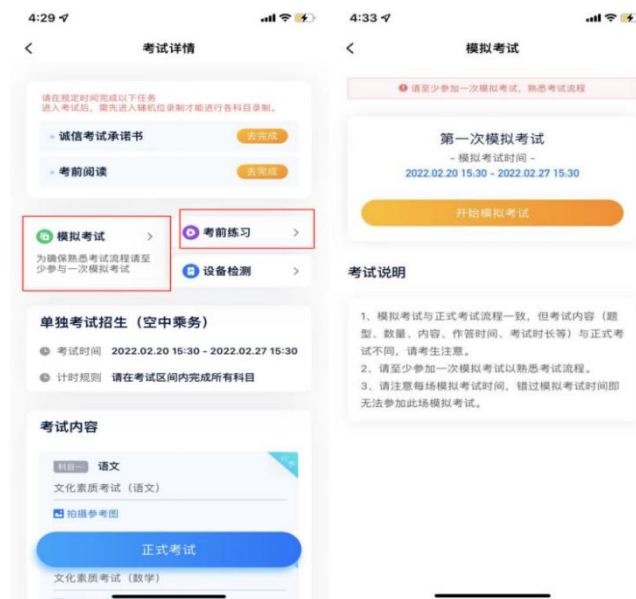 4:29
考试详情
请在规定时间完成以下任务
进入考试后，需先进入辅机位录制才能进行各科目录制。
诚信考试承诺书
去完成
考前阅读
去完成
模拟考试
为确保熟悉考试流程请至
少参与一次模拟考试
考前练习
设备检测
单独考试招生（空中乘务）
考试时间 2022.02.20 15:30 - 2022.02.27 15:30
计时规则 请在考试区间内完成所有科目
考试内容
科目一 语文
文化素质考试（语文）
拍摄参考图
正式考试
文化素质考试（数学）
4:33
模拟考试
请至少参加一次模拟考试，熟悉考试流程
第一次模拟考试
- 模拟考试时间 -
2022.02.20 15:30 - 2022.02.27 15:30
开始模拟考试
考试说明
1、模拟考试与正式考试流程一致，但考试内容（题
型、数量、内容、作答时间、考试时长等）与正式考
试不同，请考生注意。
2、请至少参加一次模拟考试以熟悉考试流程。
3、请注意每场模拟考试时间，错过模拟考试时间即
无法参加此场模拟考试。